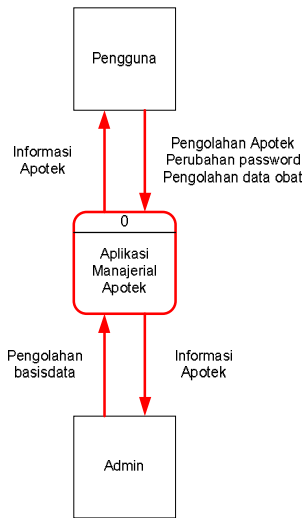 Pengguna
Informasi
Apotek
Pengolahan Apotek
Perubahan password
Pengolahan data obat
0
Aplikasi
Manajerial
Apotek
Pengolahan
basisdata
Informasi
Apotek
Admin